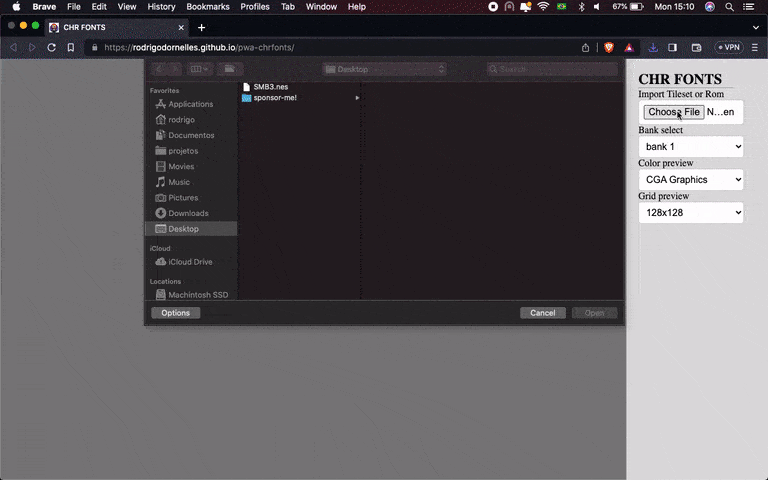 Brave File Edit View History Bookmarks Profiles Tab Window Help 67% Mon 15:10
CHR FONTS
https://rodrigodornelles.github.io/pwa-chrfonts/ VPN
Desktop Search
Favorites
Applications
rodrigo
Documentos
projetos
Movies
Music
Pictures
Downloads
Desktop
iCloud
iCloud Drive
Locations
Machintosh SSD
SMB3.nes
sponsor-me!
Options Cancel Open
CHR FONTS
Import Tileset or Rom
Choose File N…en
Bank select
bank 1
Color preview
CGA Graphics
Grid preview
128x128